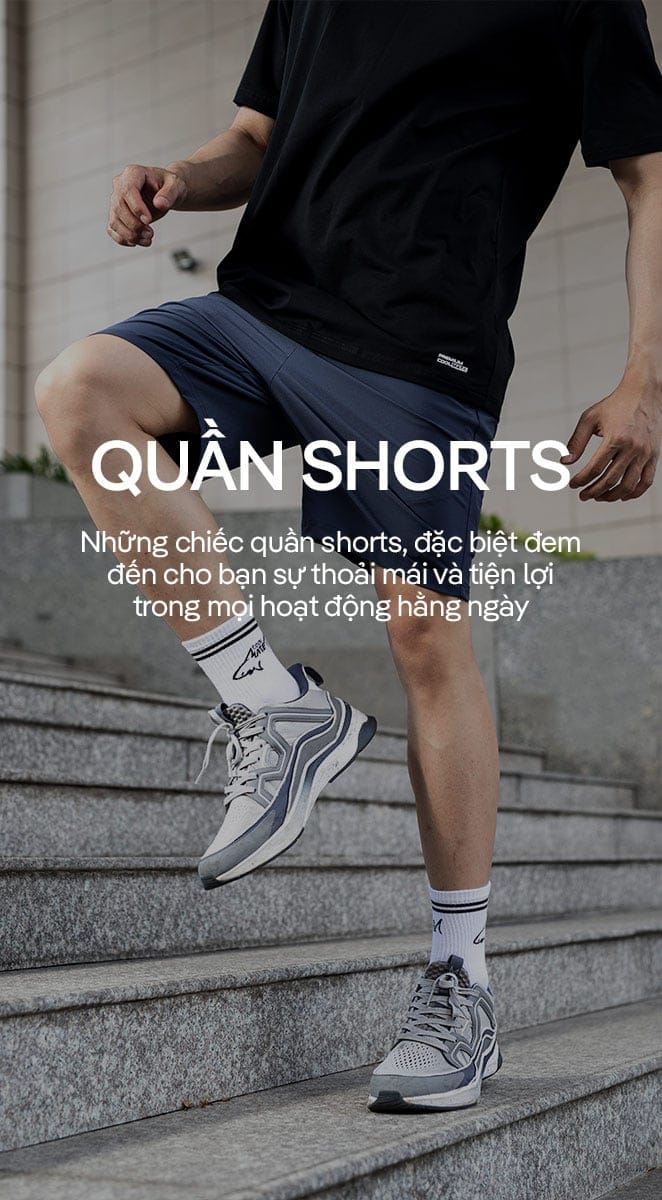 PREMIUM
QUẦN SHORTS
Những chiếc quần shorts, đặc biệt đem
đến cho bạn sự thoải mái và tiện lợi
trong mọi hoạt động hằng ngày